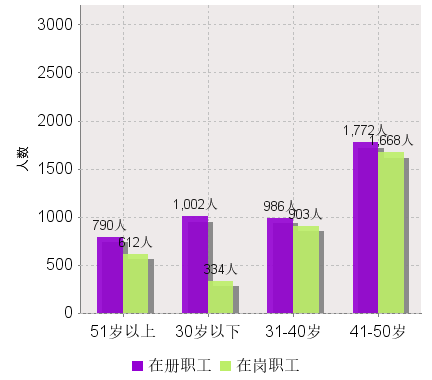 3000
2500
2000
1500
1000
500
0
人数
790人
612人
1,002人
334人
986人
903人
1,772人
1,668人
51岁以上 30岁以下 31-40岁 41-50岁
在册职工 在岗职工